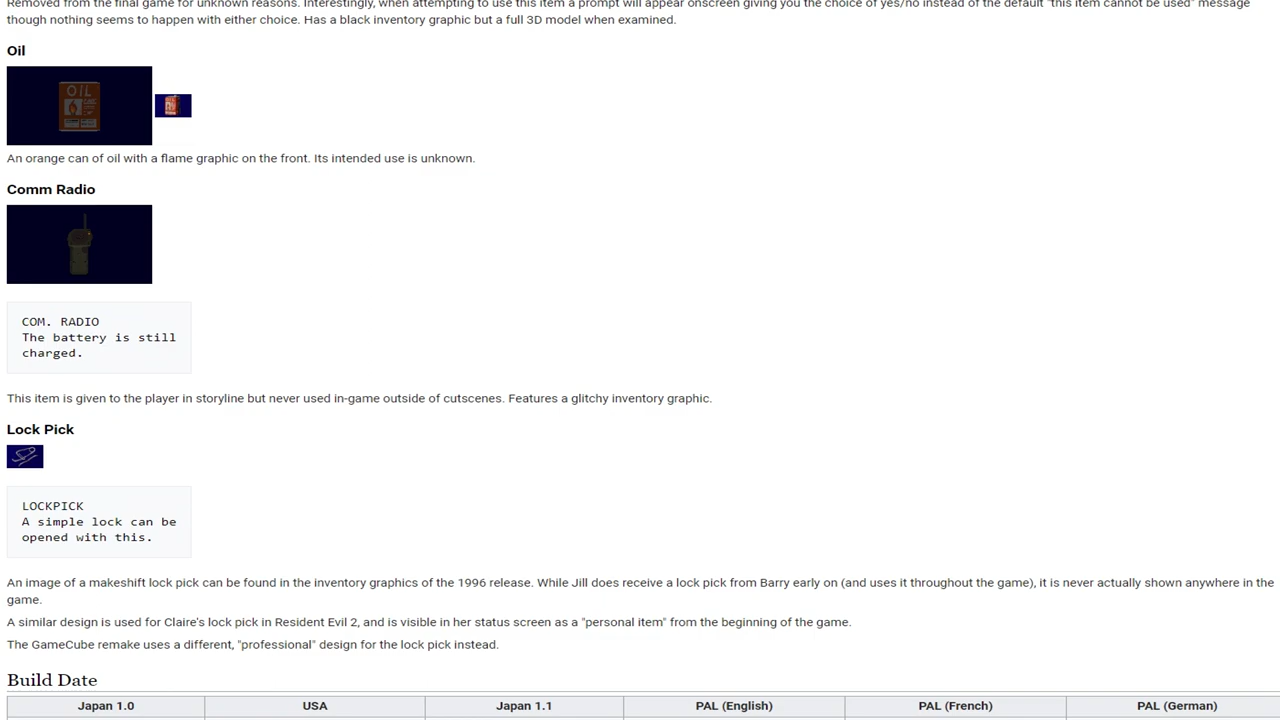 Removed from the final game for unknown reasons. Interestingly, when attempting to use this item a prompt will appear onscreen giving you the choice of yes/no instead of the default "this item cannot be used" message
though nothing seems to happen with either choice. Has a black inventory graphic but a full 3D model when examined.
Oil
OIL
An orange can of oil with a flame graphic on the front. Its intended use is unknown.
Comm Radio
COM. RADIO
The battery is still
charged.
This item is given to the player in storyline but never used in-game outside of cutscenes. Features a glitchy inventory graphic.
Lock Pick
LOCKPICK
A simple lock can be
opened with this.
An image of a makeshift lock pick can be found in the inventory graphics of the 1996 release. While Jill does receive a lock pick from Barry early on (and uses it throughout the game), it is never actually shown anywhere in the
game.
A similar design is used for Claire's lock pick in Resident Evil 2, and is visible in her status screen as a "personal item" from the beginning of the game.
The GameCube remake uses a different, "professional" design for the lock pick instead.
Build Date
Japan 1.0 USA Japan 1.1 PAL (English) PAL (French) PAL (German)